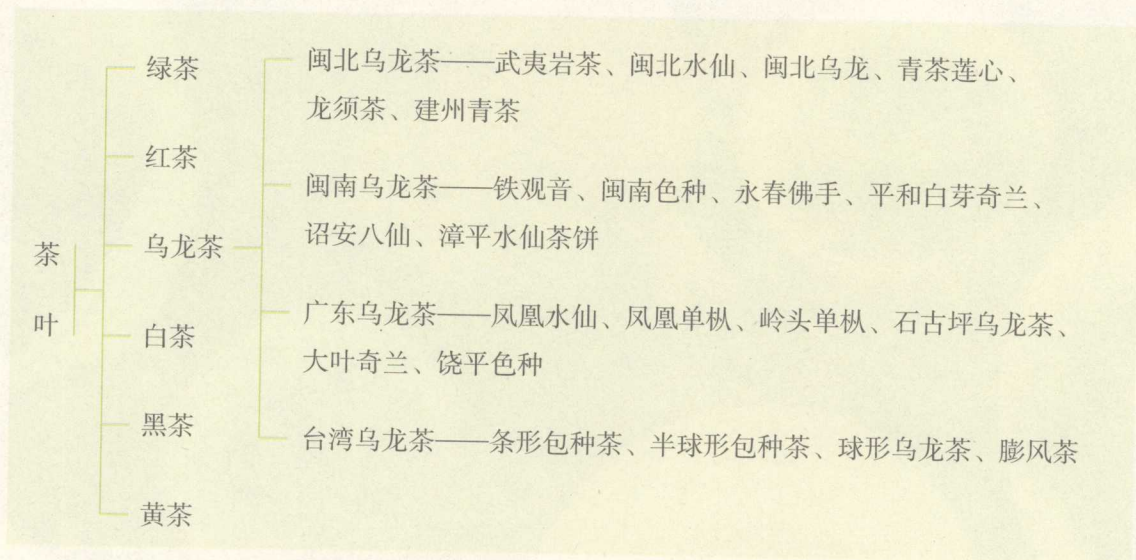 茶叶
绿茶
红茶
乌龙茶
白茶
黑茶
黄茶
闽北乌龙茶——武夷岩茶、闽北水仙、闽北乌龙、青茶莲心、
龙须茶、建州青茶
闽南乌龙茶——铁观音、闽南色种、永春佛手、平和白芽奇兰、
诏安八仙、漳平水仙茶饼
广东乌龙茶——凤凰水仙、凤凰单枞、岭头单枞、石古坪乌龙茶、
大叶奇兰、饶平色种
台湾乌龙茶——条形包种茶、半球形包种茶、球形乌龙茶、膨风茶